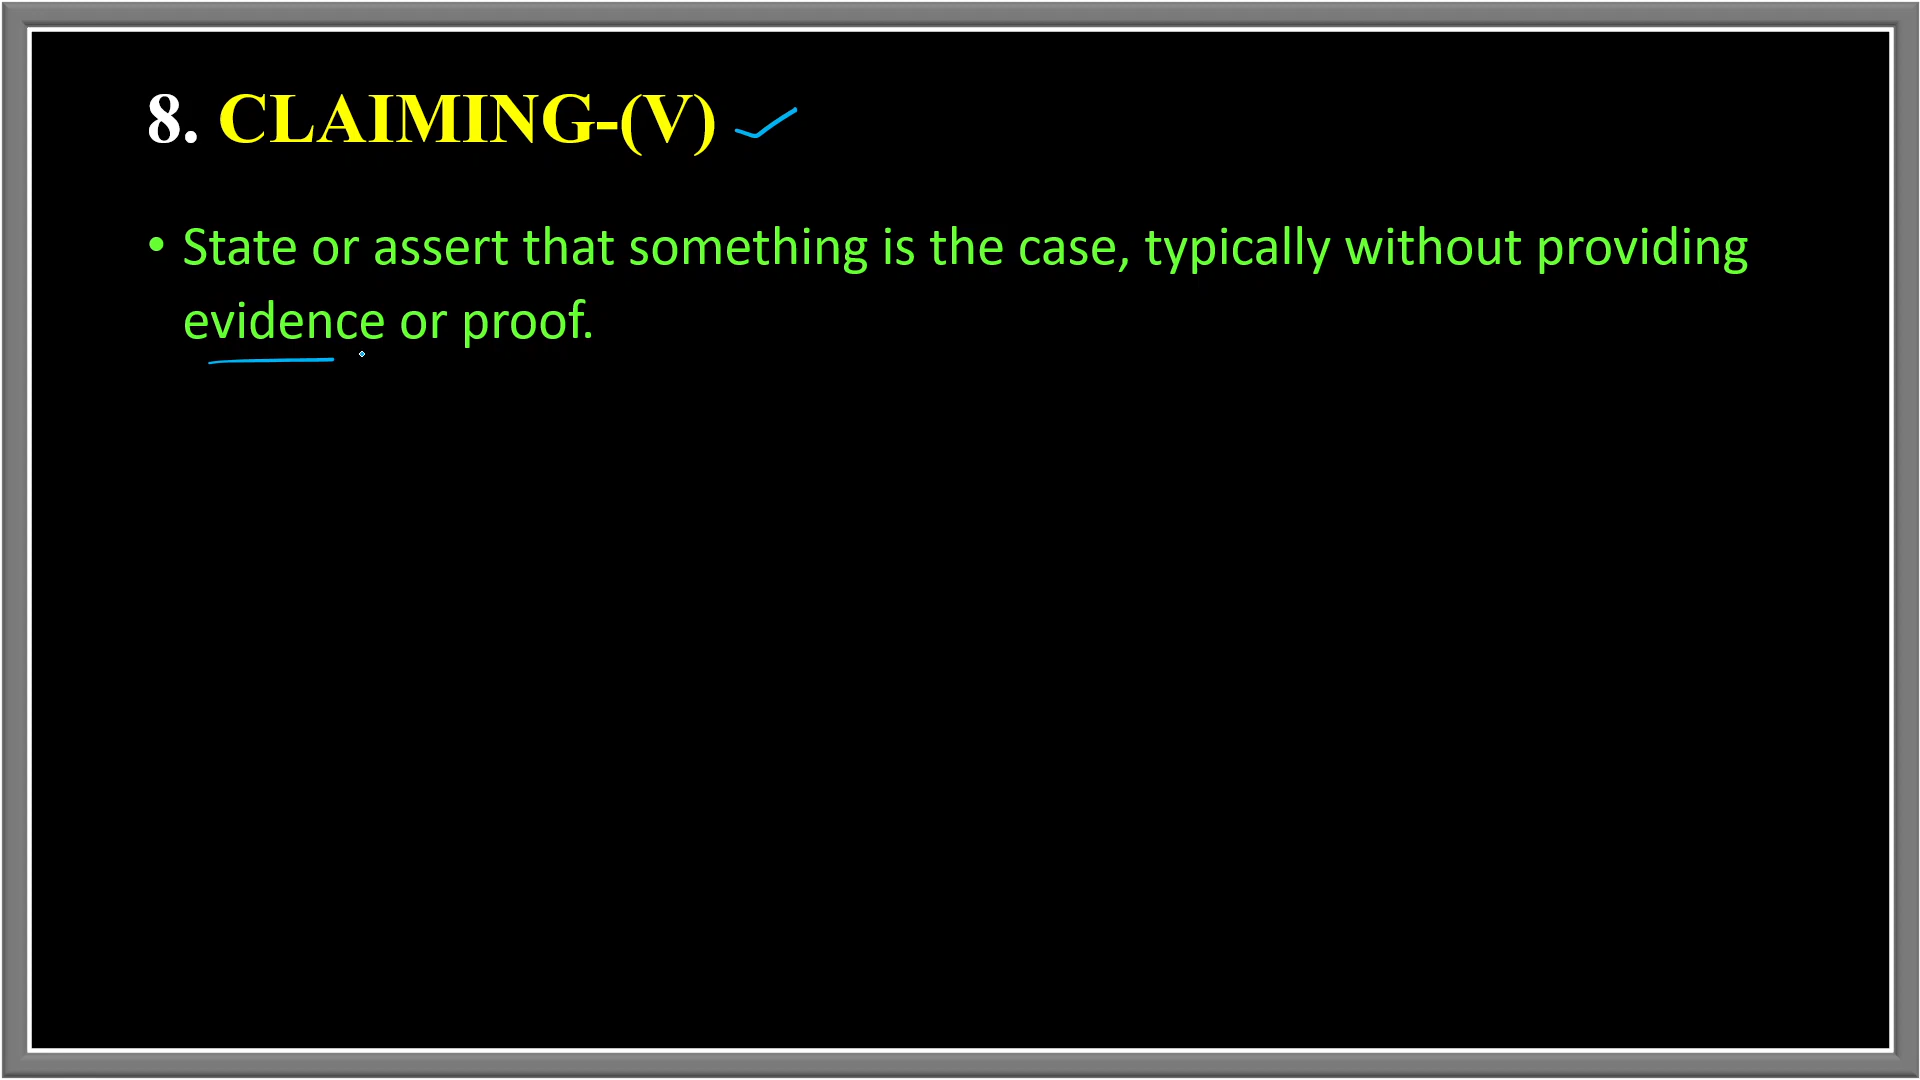 8. CLAIMING-(V)
• State or assert that something is the case, typically without providing
evidence or proof.